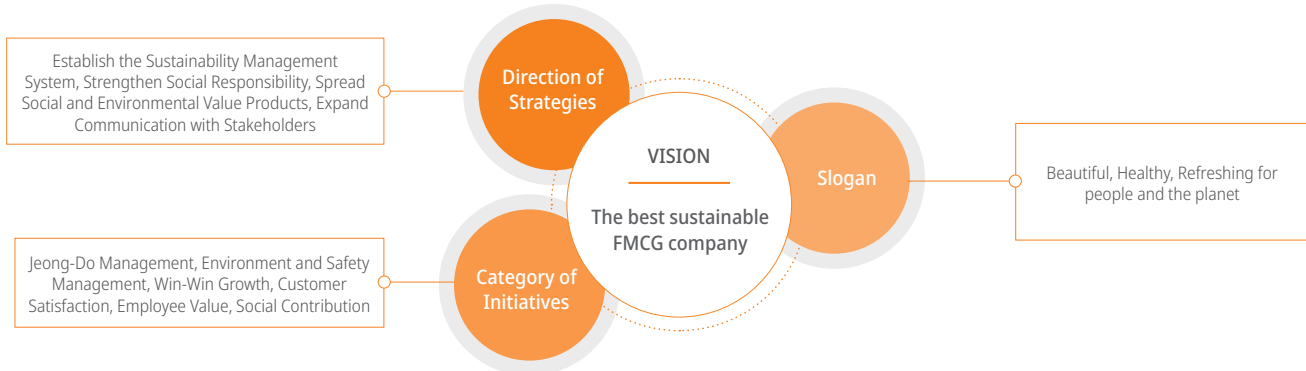 Establish the Sustainability Management
System, Strengthen Social Responsibility, Spread
Social and Environmental Value Products, Expand
Communication with Stakeholders
Direction of
Strategies
VISION
The best sustainable
FMCG company
Slogan
Beautiful, Healthy, Refreshing for
people and the planet
Jeong-Do Management, Environment and Safety
Management, Win-Win Growth, Customer
Satisfaction, Employee Value, Social Contribution
Category of
Initiatives